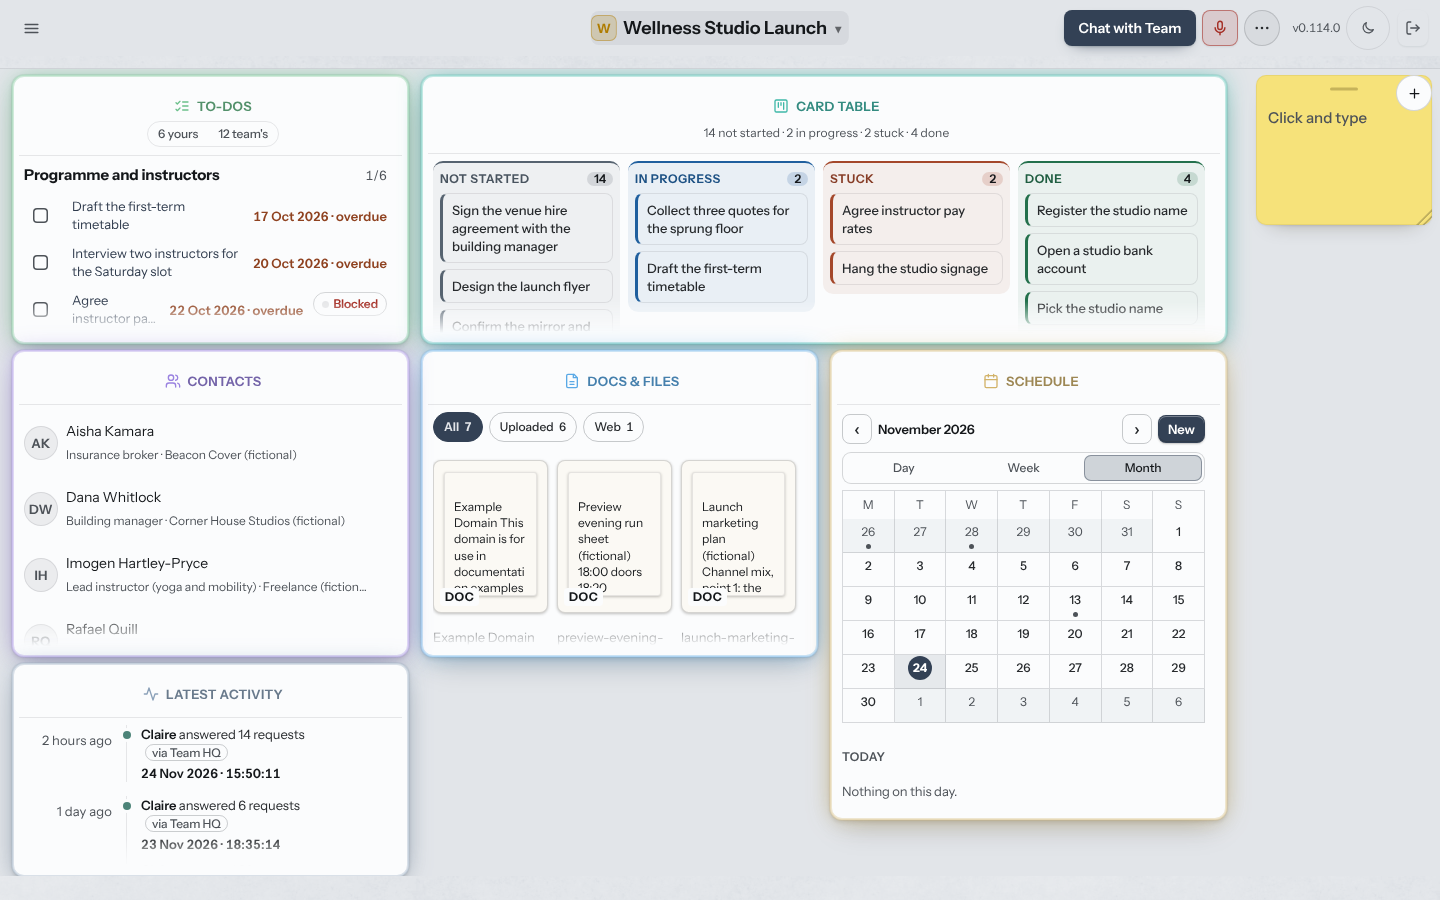 W Wellness Studio Launch ▾
Chat with Team
v0.114.0
TO-DOS
6 yours 12 team's
Programme and instructors 1/6
Draft the first-term
timetable
17 Oct 2026 · overdue
Interview two instructors for
the Saturday slot
20 Oct 2026 · overdue
Agree
instructor pa…
22 Oct 2026 · overdue
Blocked
CARD TABLE
14 not started · 2 in progress · 2 stuck · 4 done
NOT STARTED 14
Sign the venue hire
agreement with the
building manager
Design the launch flyer
Confirm the mirror and
IN PROGRESS 2
Collect three quotes for
the sprung floor
Draft the first-term
timetable
STUCK 2
Agree instructor pay
rates
Hang the studio signage
DONE 4
Register the studio name
Open a studio bank
account
Pick the studio name
+
Click and type
CONTACTS
AK
Aisha Kamara
Insurance broker · Beacon Cover (fictional)
DW
Dana Whitlock
Building manager · Corner House Studios (fictional)
IH
Imogen Hartley-Pryce
Lead instructor (yoga and mobility) · Freelance (fiction…
RQ
Rafael Quill
DOCS & FILES
All 7 Uploaded 6 Web 1
Example
Domain This
domain is for
use in
documentati
on examples
DOC
Example Domain
Preview
evening run
sheet
(fictional)
18:00 doors
18:20
DOC
preview-evening-
Launch
marketing
plan
(fictional)
Channel mix,
point 1: the
DOC
launch-marketing-
SCHEDULE
‹ November 2026 › New
Day Week Month
M T W T F S S
26 27 28 29 30 31 1
2 3 4 5 6 7 8
9 10 11 12 13 14 15
16 17 18 19 20 21 22
23 24 25 26 27 28 29
30 1 2 3 4 5 6
TODAY
Nothing on this day.
LATEST ACTIVITY
2 hours ago
Claire answered 14 requests
via Team HQ
24 Nov 2026 · 15:50:11
1 day ago
Claire answered 6 requests
via Team HQ
23 Nov 2026 · 18:35:14